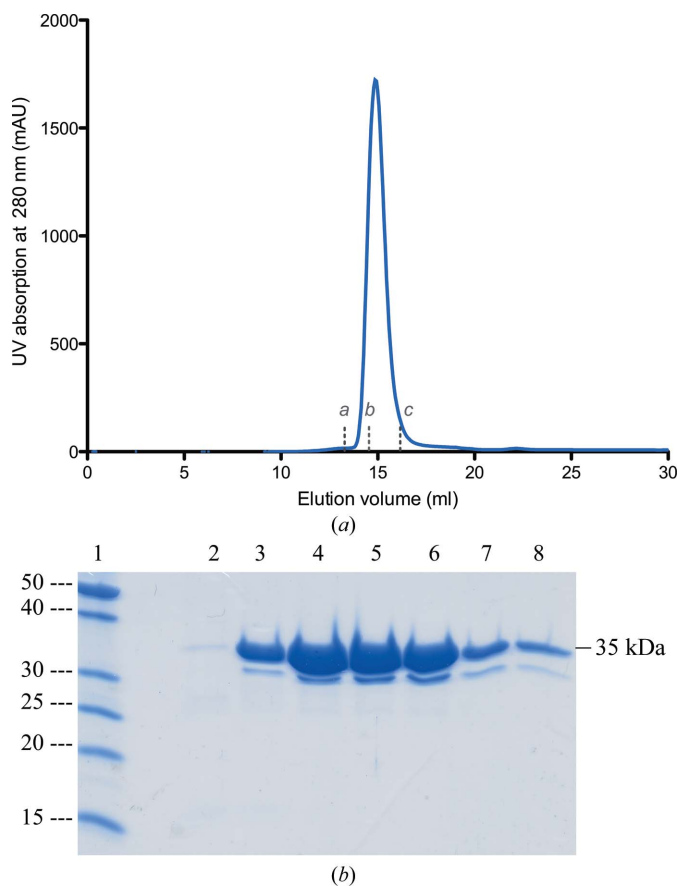 2000
1500
1000
500
0
UV absorption at 280 nm (mAU)
a b c
0 5 10 15 20 25 30
Elution volume (ml)
(a)
1 2 3 4 5 6 7 8
50 ---
40 ---
30 ---
25 ---
20 ---
15 ---
35 kDa
(b)